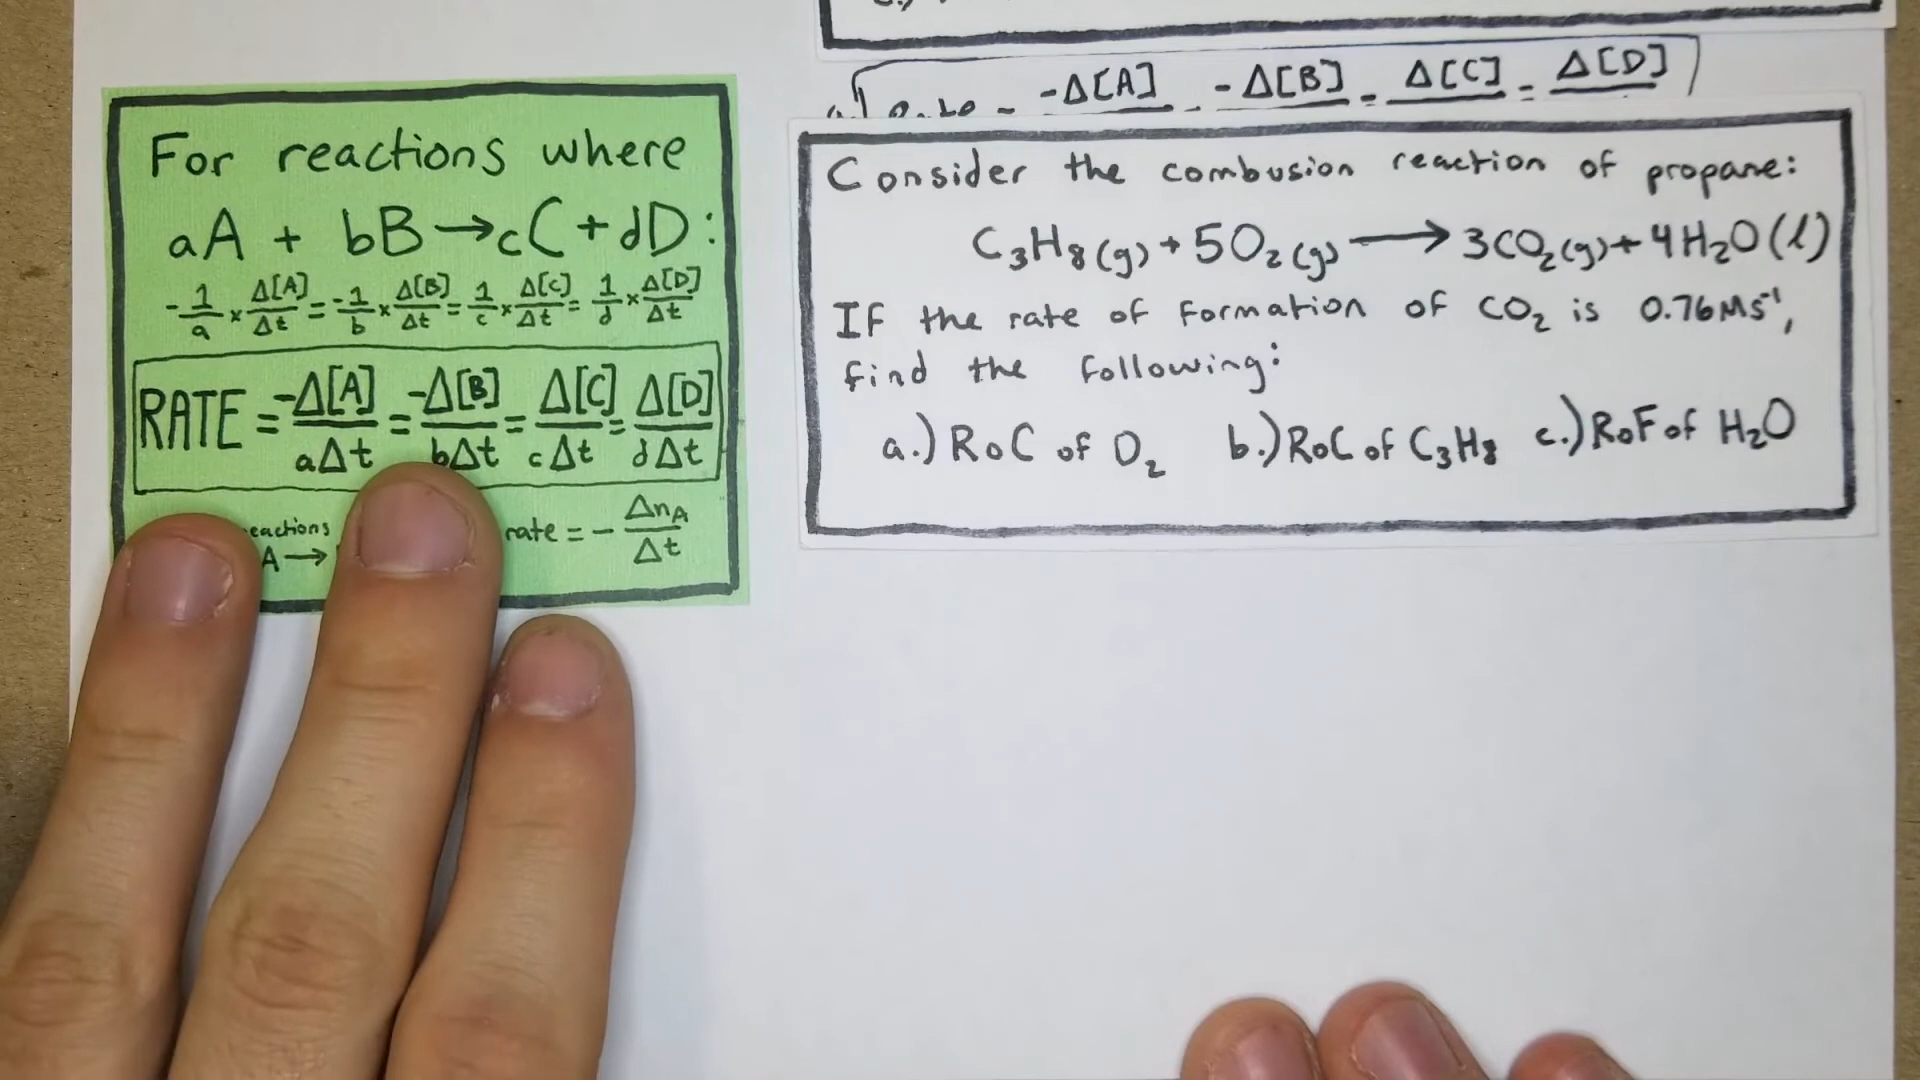 For reactions where
aA + bB → cC + dD:
-1/a × Δ[A]/Δt = -1/b × Δ[B]/Δt = 1/c × Δ[C]/Δt = 1/d × Δ[D]/Δt
RATE = -Δ[A]/aΔt = -Δ[B]/bΔt = Δ[C]/cΔt = Δ[D]/dΔt
rate = - ΔnA/Δt
A →
-Δ[A] - Δ[B] = Δ[C] = Δ[D]
Consider the combusion reaction of propane:
C₃H₈(g) + 5O₂(g) → 3CO₂(g) + 4H₂O(l)
If the rate of formation of CO₂ is 0.76Ms⁻¹,
find the following:
a.) RoC of O₂ b.) RoC of C₃H₈ c.) RoF of H₂O